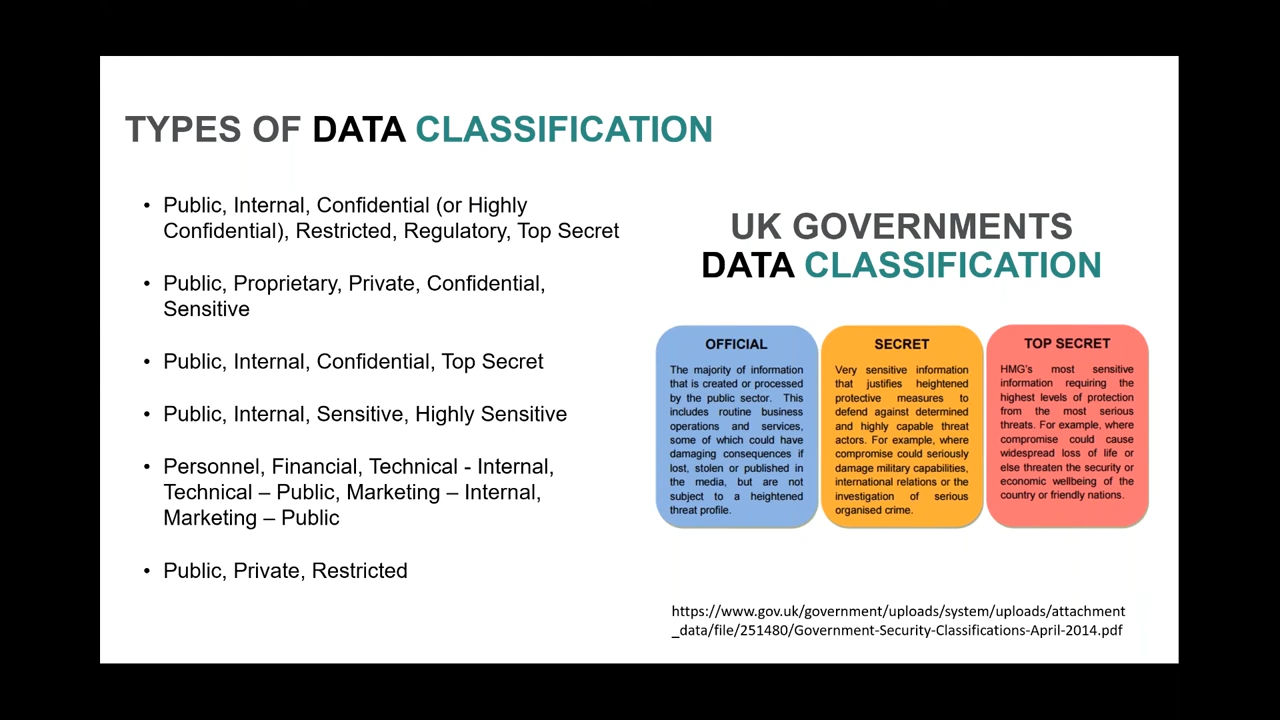 TYPES OF DATA CLASSIFICATION
• Public, Internal, Confidential (or Highly
Confidential), Restricted, Regulatory, Top Secret
• Public, Proprietary, Private, Confidential,
Sensitive
• Public, Internal, Confidential, Top Secret
• Public, Internal, Sensitive, Highly Sensitive
• Personnel, Financial, Technical - Internal,
Technical – Public, Marketing – Internal,
Marketing – Public
• Public, Private, Restricted
UK GOVERNMENTS
DATA CLASSIFICATION
OFFICIAL
The majority of information
that is created or processed
by the public sector. This
includes routine business
operations and services,
some of which could have
damaging consequences if
lost, stolen or published in
the media, but are not
subject to a heightened
threat profile.
SECRET
Very sensitive information
that justifies heightened
protective measures to
defend against determined
and highly capable threat
actors. For example, where
compromise could seriously
damage military capabilities,
international relations or the
investigation of serious
organised crime.
TOP SECRET
HMG's most sensitive
information requiring the
highest levels of protection
from the most serious
threats. For example, where
compromise could cause
widespread loss of life or
else threaten the security or
economic wellbeing of the
country or friendly nations.
https://www.gov.uk/government/uploads/system/uploads/attachment
_data/file/251480/Government-Security-Classifications-April-2014.pdf